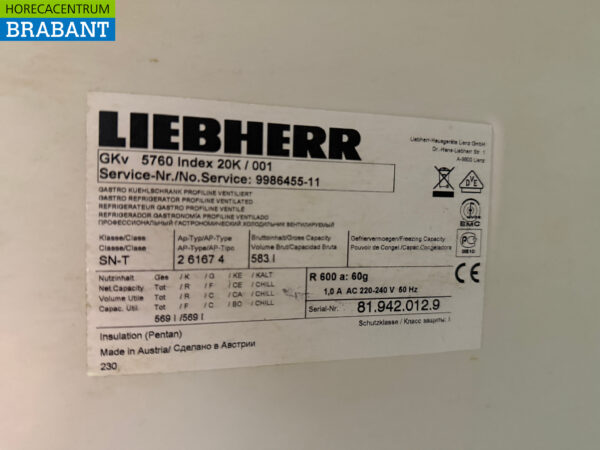 HORECACENTRUM
BRABANT
LIEBHERR
Liebherr-Hausgeräte Lienz GmbH
Dr.-Hans-Liebherr Str. 1
A-9900 Lienz
GKv 5760 Index 20K / 001
Service-Nr./No.Service: 9986455-11
GASTRO KUEHLSCHRANK PROFILINE VENTILIERT
GASTRO REFRIGERATOR PROFILINE VENTILATED
REFRIGERATEUR GASTRO PROFILINE VENTILE
REFRIGERADOR GASTRONOMÍA PROFILINE VENTILADO
ПРОФЕССИОНАЛЬНЫЙ ГАСТРОНОМИЧЕСКИЙ ХОЛОДИЛЬНИК ВЕНТИЛИРУЕМЫЙ
EMC
Klasse/Class Ap-Typ/AP-Type Bruttoinhalt/Gross Capacity Gefriervermoegen/Freezing Capacity
Classe/Clase Ap-Type/AP-Tipo Volume Brut/Capacidad Bruta Pouvoir de Congel./Capac.Congeladora
SN-T 2 6167 4 583 l
Nutzinhalt Ges / K / G / KE / KALT
Net.Capacity Tot / R / F / CE / CHILL
Volume Utile Tot / R / C / CA / CHILL
Capac. Util. Tot / F / C / BC / CHILL
569 l /569 l
R 600 a: 60g
1,0 A AC 220-240 V 50 Hz
Serial-Nr. 81.942.012.9
Schutzklasse / Класс защиты: I
CE
Insulation (Pentan)
Made in Austria/ Сделано в Австрии
230